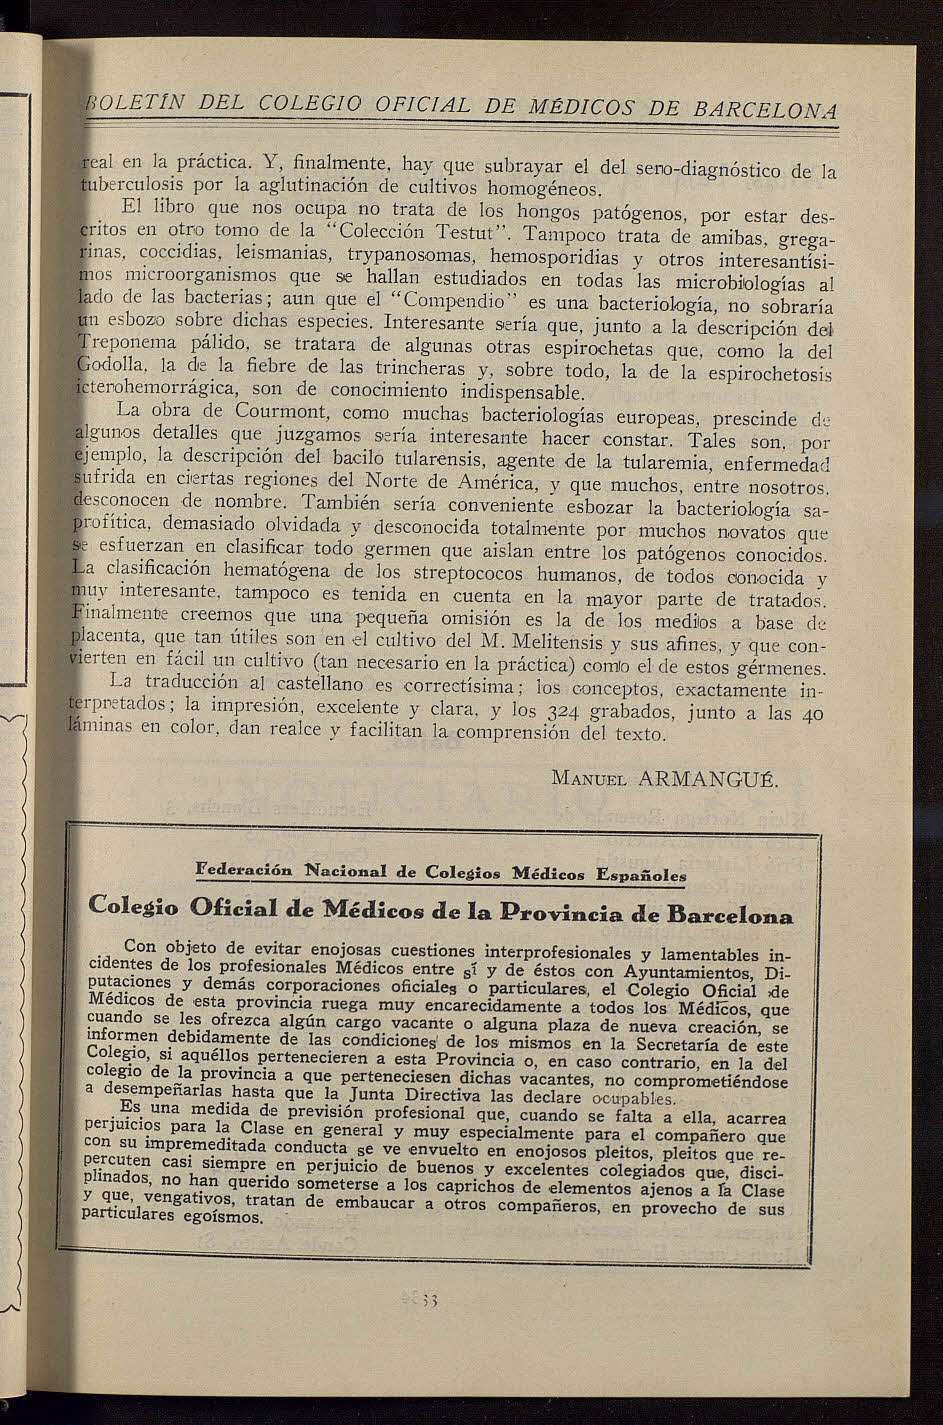 BOLETÍN DEL COLEGIO OFICIAL DE MÉDICOS DE BARCELONA
real en la práctica. Y, finalmente, hay que subrayar el del sero-diagnóstico de la
tuberculosis por la aglutinación de cultivos homogéneos.
El libro que nos ocupa no trata de los hongos patógenos, por estar des-
critos en otro tomo de la “Colección Testut”. Tampoco trata de amibas, grega-
rinas, coccidias, leismanias, trypanosomas, hemosporidias y otros interesantísi-
mos microorganismos que se hallan estudiados en todas las microbiologías al
lado de las bacterias; aun que el “Compendio” es una bacteriología, no sobraría
un esbozo sobre dichas especies. Interesante sería que, junto a la descripción del
Treponema pálido, se tratara de algunas otras espirochetas que, como la del
Godolla, la de la fiebre de las trincheras y, sobre todo, la de la espirochetosis
icterohemorrágica, son de conocimiento indispensable.
La obra de Courmont, como muchas bacteriologías europeas, prescinde de
algunos detalles que juzgamos sería interesante hacer constar. Tales son, por
ejemplo, la descripción del bacilo tularensis, agente de la tularemia, enfermedad
sufrida en ciertas regiones del Norte de América, y que muchos, entre nosotros,
desconocen de nombre. También sería conveniente esbozar la bacteriología sa-
profítica, demasiado olvidada y desconocida totalmente por muchos novatos que
se esfuerzan en clasificar todo germen que aislan entre los patógenos conocidos.
La clasificación hematógena de los streptococos humanos, de todos conocida y
muy interesante, tampoco es tenida en cuenta en la mayor parte de tratados.
Finalmente creemos que una pequeña omisión es la de los medios a base de
placenta, que tan útiles son en el cultivo del M. Melitensis y sus afines, y que con-
vierten en fácil un cultivo (tan necesario en la práctica) como el de estos gérmenes.
La traducción al castellano es correctísima; los conceptos, exactamente in-
terpretados; la impresión, excelente y clara, y los 324 grabados, junto a las 40
láminas en color, dan realce y facilitan la comprensión del texto.
MANUEL ARMANGUÉ.
Federación Nacional de Colegios Médicos Españoles
Colegio Oficial de Médicos de la Provincia de Barcelona
Con objeto de evitar enojosas cuestiones interprofesionales y lamentables in-
cidentes de los profesionales Médicos entre sí y de éstos con Ayuntamientos, Di-
putaciones y demás corporaciones oficiales o particulares, el Colegio Oficial de
Médicos de esta provincia ruega muy encarecidamente a todos los Médicos, que
cuando se les ofrezca algún cargo vacante o alguna plaza de nueva creación, se
informen debidamente de las condiciones de los mismos en la Secretaría de este
Colegio, si aquéllos pertenecieren a esta Provincia o, en caso contrario, en la del
colegio de la provincia a que perteneciesen dichas vacantes, no comprometiéndose
a desempeñarlas hasta que la Junta Directiva las declare ocupables.
Es una medida de previsión profesional que, cuando se falta a ella, acarrea
perjuicios para la Clase en general y muy especialmente para el compañero que
con su impremeditada conducta se ve envuelto en enojosos pleitos, pleitos que re-
percuten casi siempre en perjuicio de buenos y excelentes colegiados que, disci-
plinados, no han querido someterse a los caprichos de elementos ajenos a la Clase
y que, vengativos, tratan de embaucar a otros compañeros, en provecho de sus
particulares egoísmos.
33